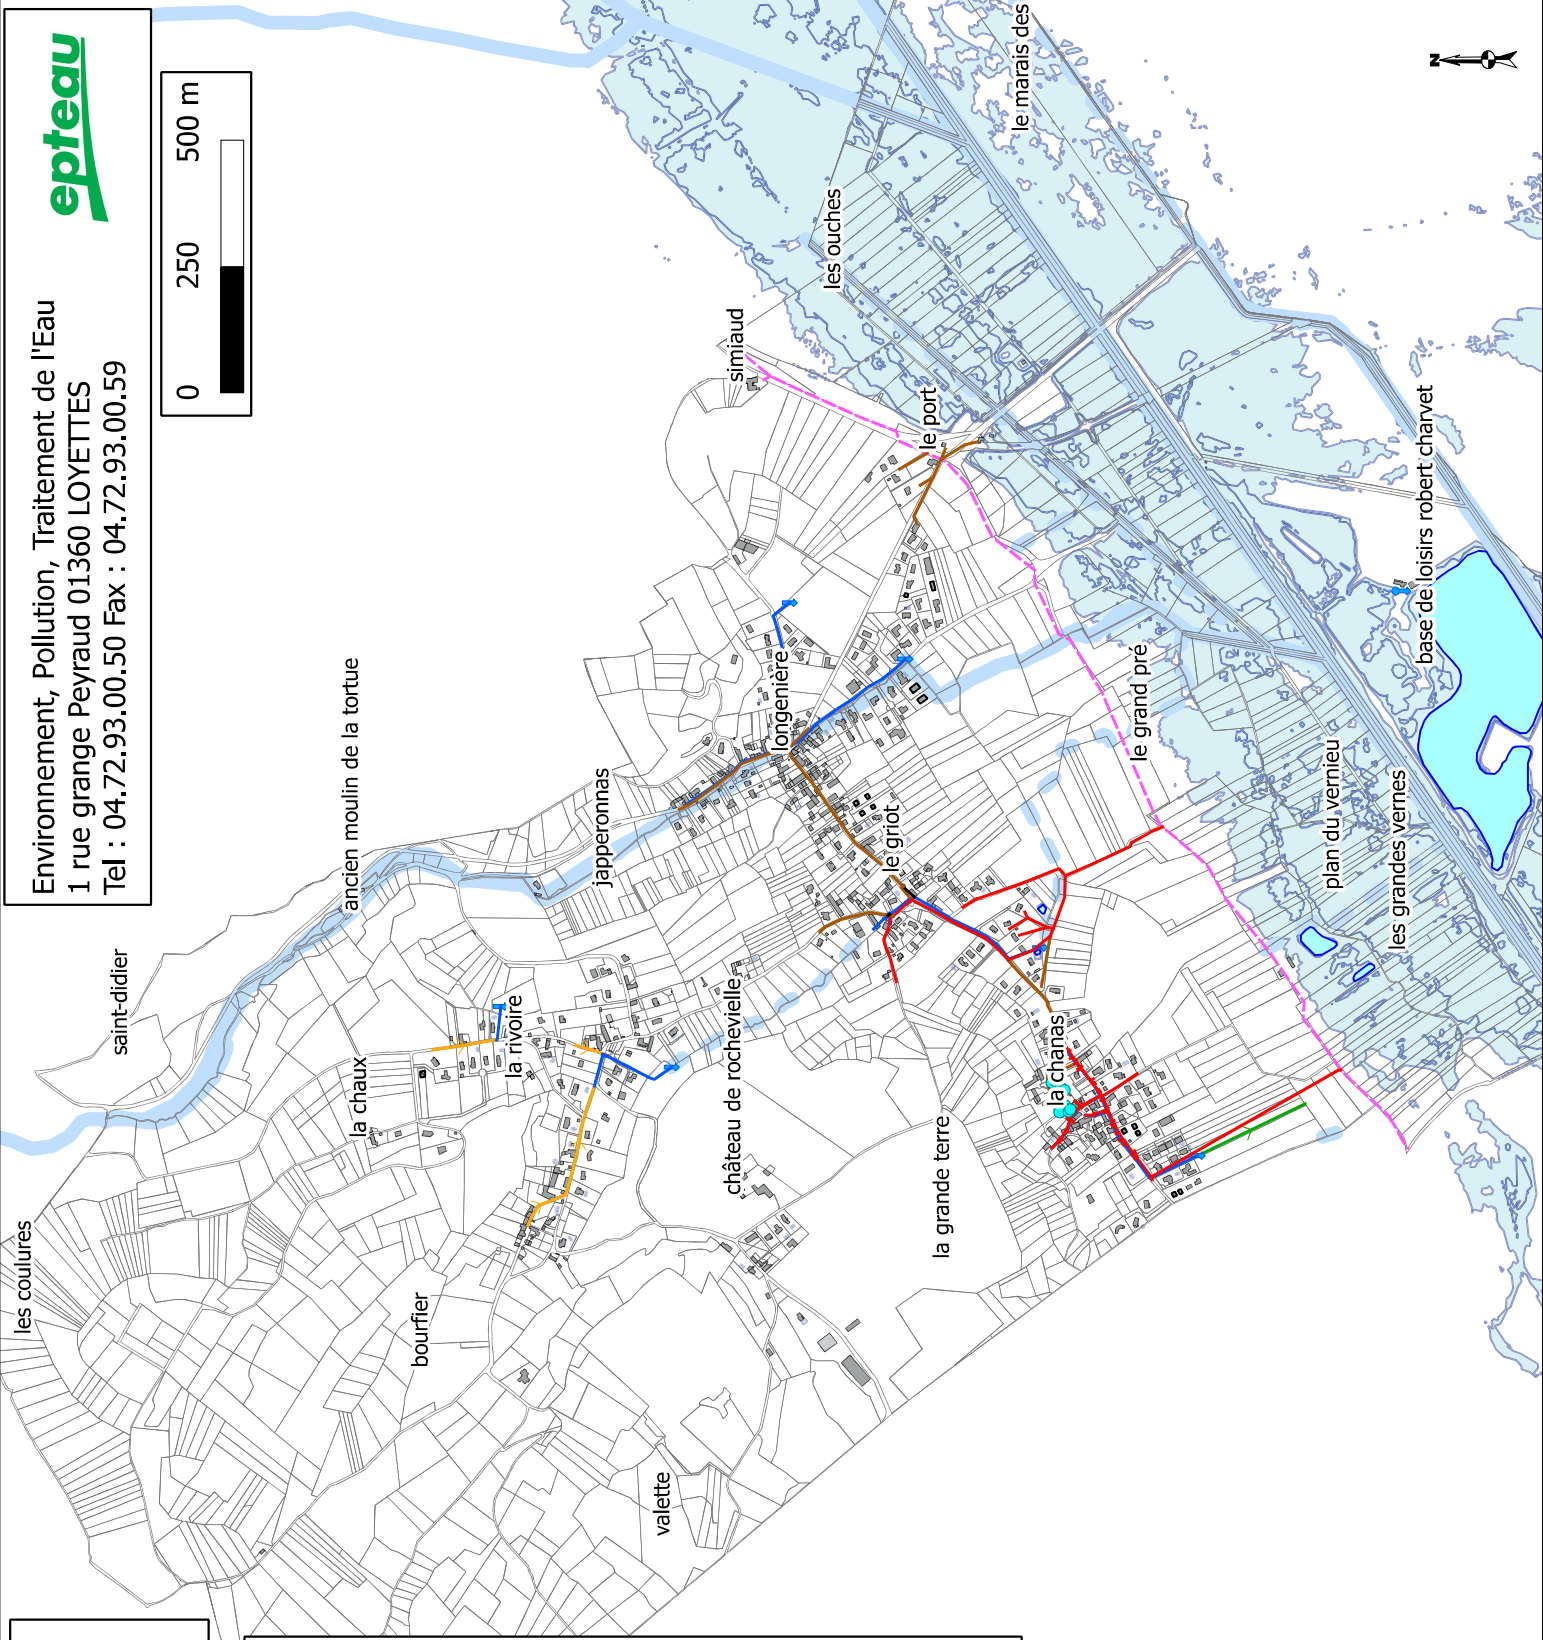 epteau
Environnement, Pollution, Traitement de l'Eau
1 rue grange Peyraud 01360 LOYETTES
Tel : 04.72.93.00.50 Fax : 04.72.93.00.59
0 250 500 m
N
les coulures
saint-didier
ancien moulin de la tortue
la chaux
bourfier
la rivoire
japperonnas
valette
château de rochevielle
simiaud
longenière
les ouches
le griot
le port
la grande terre
le marais des
la chanas
le grand pré
plan du vernieu
les grandes vernes
base de loisirs robert charvet